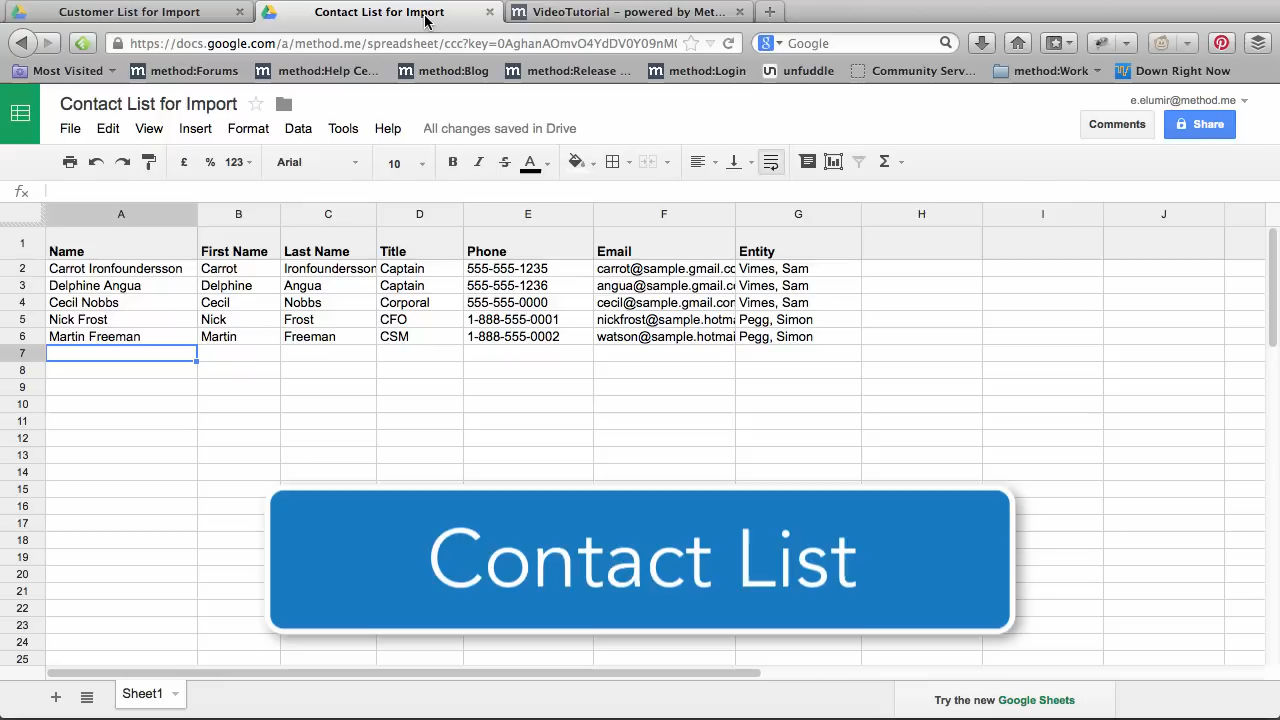 Customer List for Import
Contact List for Import
VideoTutorial – powered by Met...
https://docs.google.com/a/method.me/spreadsheet/ccc?key=0AghanAOmvO4YdDV0Y09nM
Google
Most Visited
method:Forums
method:Help Ce...
method:Blog
method:Release ...
method:Login
unfuddle
Community Serv...
method:Work
Down Right Now
Contact List for Import
e.elumir@method.me
File Edit View Insert Format Data Tools Help All changes saved in Drive
Comments
Share
£ % 123 Arial 10 B I S A Σ
fx
A B C D E F G H I J
1 Name First Name Last Name Title Phone Email Entity
2 Carrot Ironfoundersson Carrot Ironfoundersson Captain 555-555-1235 carrot@sample.gmail.co Vimes, Sam
3 Delphine Angua Delphine Angua Captain 555-555-1236 angua@sample.gmail.co Vimes, Sam
4 Cecil Nobbs Cecil Nobbs Corporal 555-555-0000 cecil@sample.gmail.con Vimes, Sam
5 Nick Frost Nick Frost CFO 1-888-555-0001 nickfrost@sample.hotm Pegg, Simon
6 Martin Freeman Martin Freeman CSM 1-888-555-0002 watson@sample.hotmai Pegg, Simon
7
8
9
10
11
12
13
14
15
16
17
18
19
20
21
22
23
24
25
Contact List
Sheet1
Try the new Google Sheets